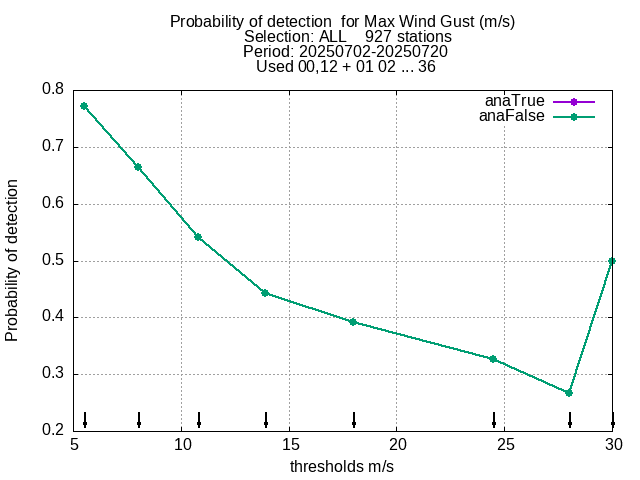 Probability of detection  for Max Wind Gust (m/s)
Selection: ALL    927 stations
Period: 20250702-20250720
Used 00,12 + 01 02 ... 36
anaTrue
anaFalse
0.8
0.7
0.6
0.5
0.4
0.3
0.2
Probability of detection
5 10 15 20 25 30
thresholds m/s